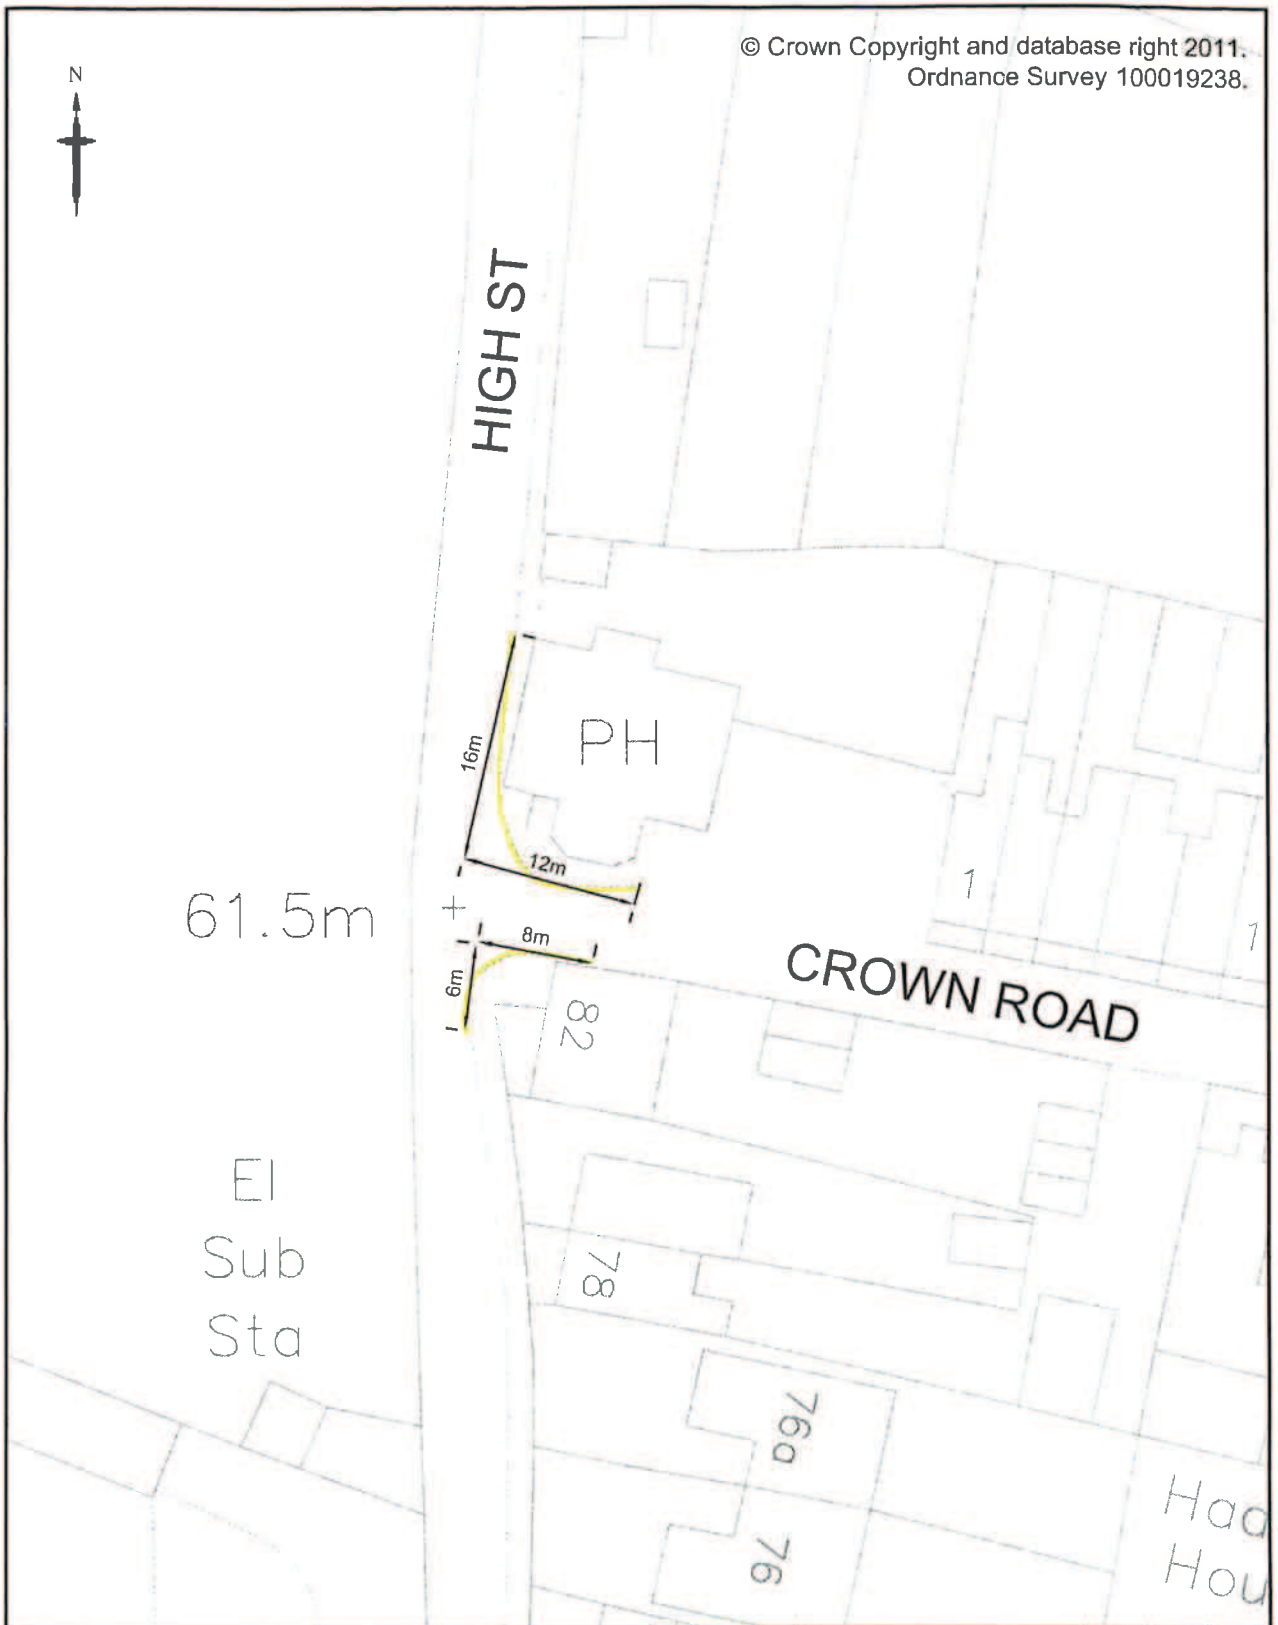 © Crown Copyright and database right 2011.
Ordnance Survey 100019238.
N
HIGH ST
PH
16m
12m
61.5m
8m
6m
1
1
CROWN ROAD
82
El
Sub
Sta
78
76a
76
Had
Hou